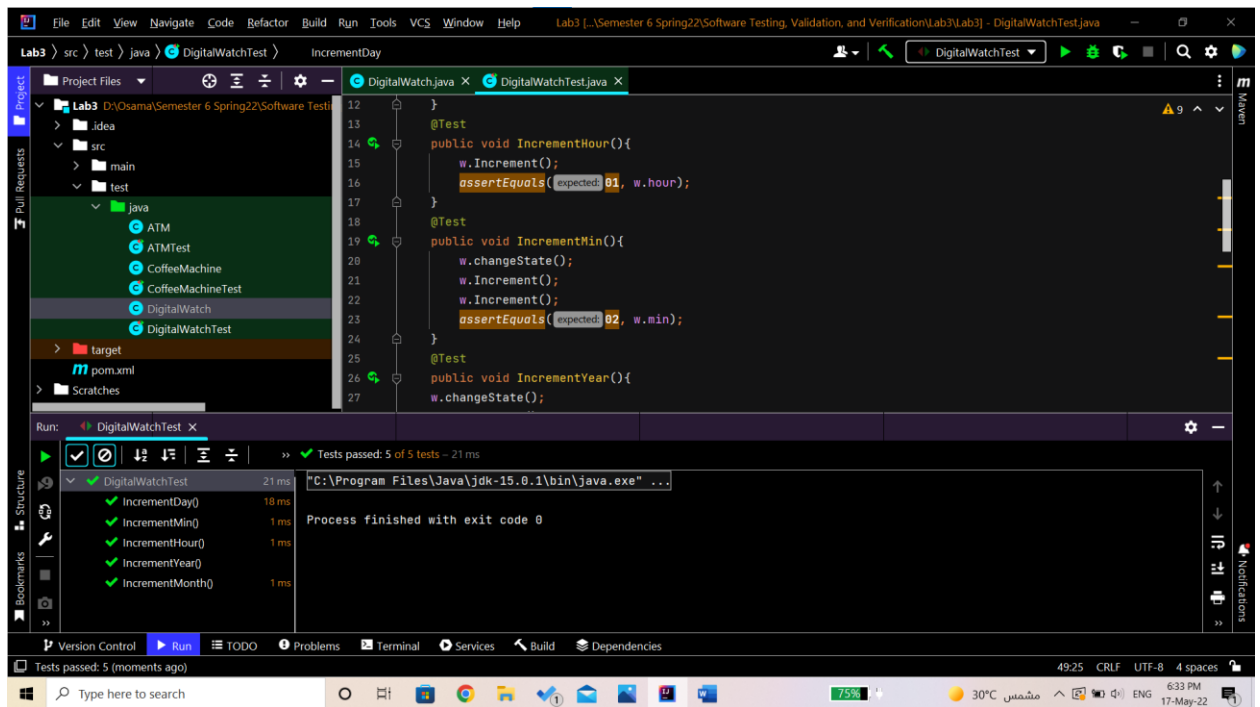 File Edit View Navigate Code Refactor Build Run Tools VCS Window Help Lab3 [...\Semester 6 Spring22\Software Testing, Validation, and Verification\Lab3\Lab3] - DigitalWatchTest.java
Lab3 src test java DigitalWatchTest IncrementDay DigitalWatchTest
Project
Pull Requests
Project Files
Lab3 D:\Osama\Semester 6 Spring22\Software Testi
.idea
src
main
test
java
ATM
ATMTest
CoffeeMachine
CoffeeMachineTest
DigitalWatch
DigitalWatchTest
target
pom.xml
Scratches
DigitalWatch.java DigitalWatchTest.java
9
12 }
13 @Test
14 public void IncrementHour(){
15 w.Increment();
16 assertEquals( expected: 01, w.hour);
17 }
18 @Test
19 public void IncrementMin(){
20 w.changeState();
21 w.Increment();
22 w.Increment();
23 assertEquals( expected: 02, w.min);
24 }
25 @Test
26 public void IncrementYear(){
27 w.changeState();
m
Maven
Run: DigitalWatchTest
Tests passed: 5 of 5 tests – 21 ms
DigitalWatchTest 21 ms
IncrementDay() 18 ms
IncrementMin() 1 ms
IncrementHour() 1 ms
IncrementYear()
IncrementMonth() 1 ms
"C:\Program Files\Java\jdk-15.0.1\bin\java.exe" ...
Process finished with exit code 0
Structure
Bookmarks
Notifications
Version Control Run TODO Problems Terminal Services Build Dependencies
Tests passed: 5 (moments ago) 49:25 CRLF UTF-8 4 spaces
Type here to search 75% 30°C مشمس ENG 6:33 PM
17-May-22 1